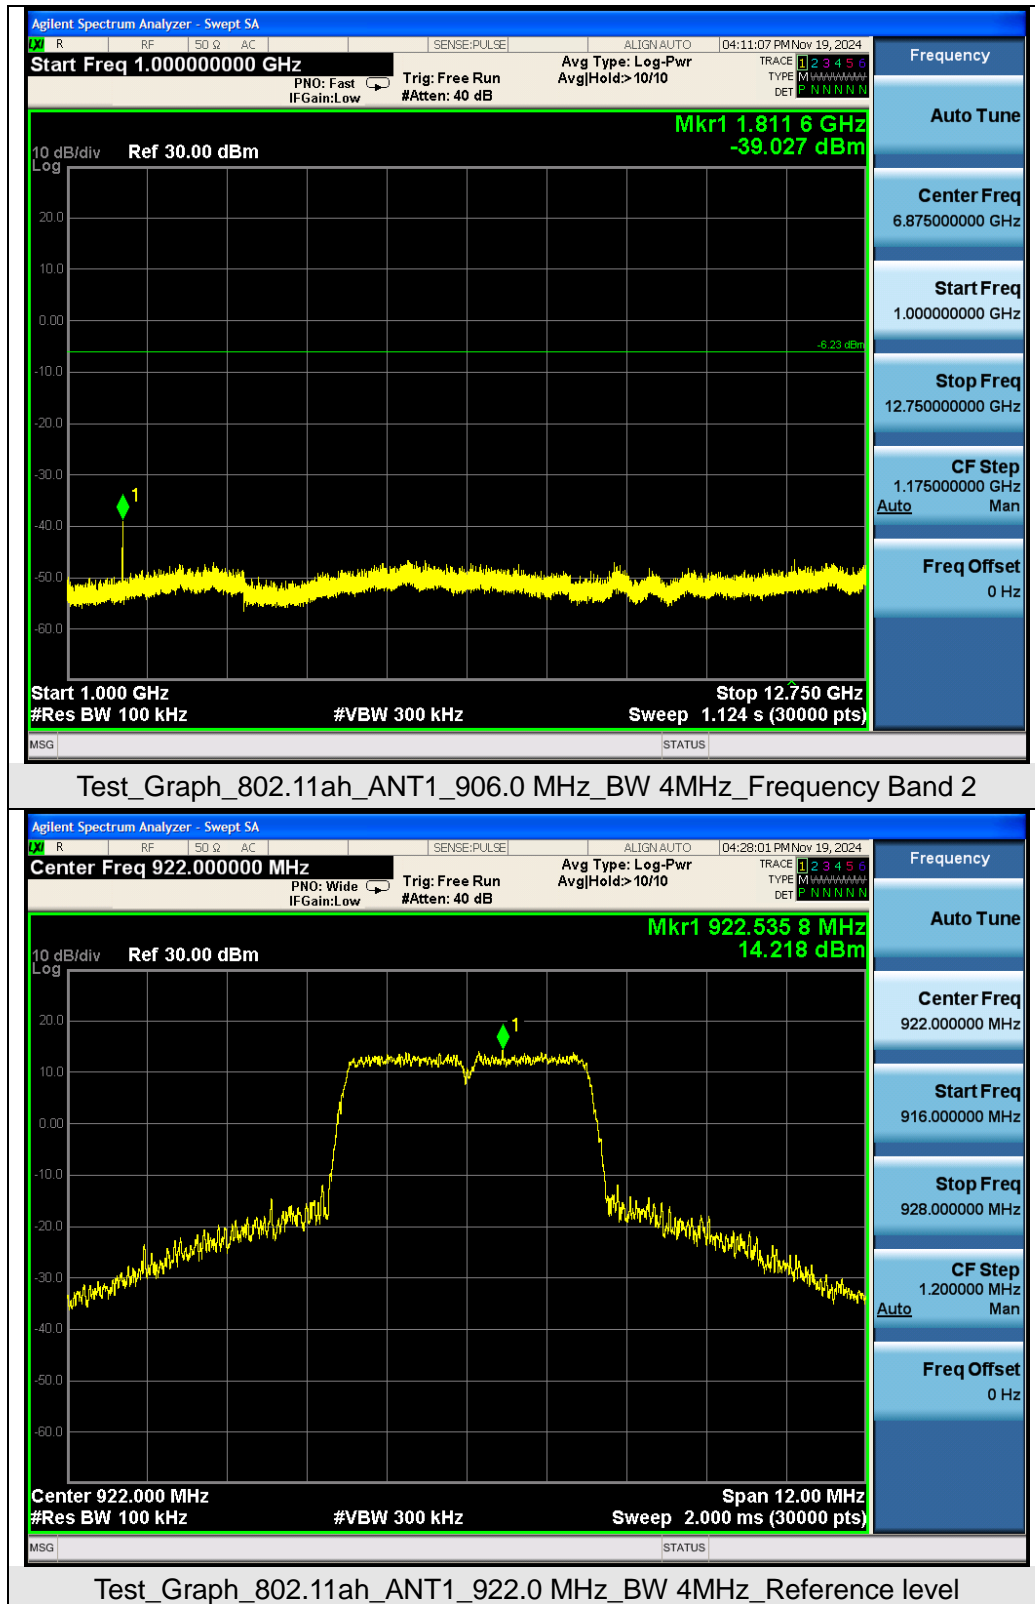 Agilent Spectrum Analyzer - Swept SA
LXI R RF 50 Ω AC SENSE:PULSE ALIGN AUTO 04:11:07 PM Nov 19, 2024
Start Freq 1.000000000 GHz
PNO: Fast
IFGain:Low
Trig: Free Run
#Atten: 40 dB
Avg Type: Log-Pwr
Avg|Hold:>10/10
TRACE 1 2 3 4 5 6
TYPE M
DET P N N N N N
Mkr1 1.811 6 GHz
-39.027 dBm
10 dB/div Ref 30.00 dBm
Log
20.0
10.0
0.00
-6.23 dBm
-10.0
-20.0
-30.0
1
-40.0
-50.0
-60.0
Start 1.000 GHz Stop 12.750 GHz
#Res BW 100 kHz #VBW 300 kHz Sweep 1.124 s (30000 pts)
MSG STATUS
Frequency
Auto Tune
Center Freq
6.875000000 GHz
Start Freq
1.000000000 GHz
Stop Freq
12.750000000 GHz
CF Step
1.175000000 GHz
Auto Man
Freq Offset
0 Hz
Test_Graph_802.11ah_ANT1_906.0 MHz_BW 4MHz_Frequency Band 2
Agilent Spectrum Analyzer - Swept SA
LXI R RF 50 Ω AC SENSE:PULSE ALIGN AUTO 04:28:01 PM Nov 19, 2024
Center Freq 922.000000 MHz
PNO: Wide
IFGain:Low
Trig: Free Run
#Atten: 40 dB
Avg Type: Log-Pwr
Avg|Hold:>10/10
TRACE 1 2 3 4 5 6
TYPE M
DET P N N N N N
Mkr1 922.535 8 MHz
14.218 dBm
10 dB/div Ref 30.00 dBm
Log
20.0
1
10.0
0.00
-10.0
-20.0
-30.0
-40.0
-50.0
-60.0
Center 922.000 MHz Span 12.00 MHz
#Res BW 100 kHz #VBW 300 kHz Sweep 2.000 ms (30000 pts)
MSG STATUS
Frequency
Auto Tune
Center Freq
922.000000 MHz
Start Freq
916.000000 MHz
Stop Freq
928.000000 MHz
CF Step
1.200000 MHz
Auto Man
Freq Offset
0 Hz
Test_Graph_802.11ah_ANT1_922.0 MHz_BW 4MHz_Reference level